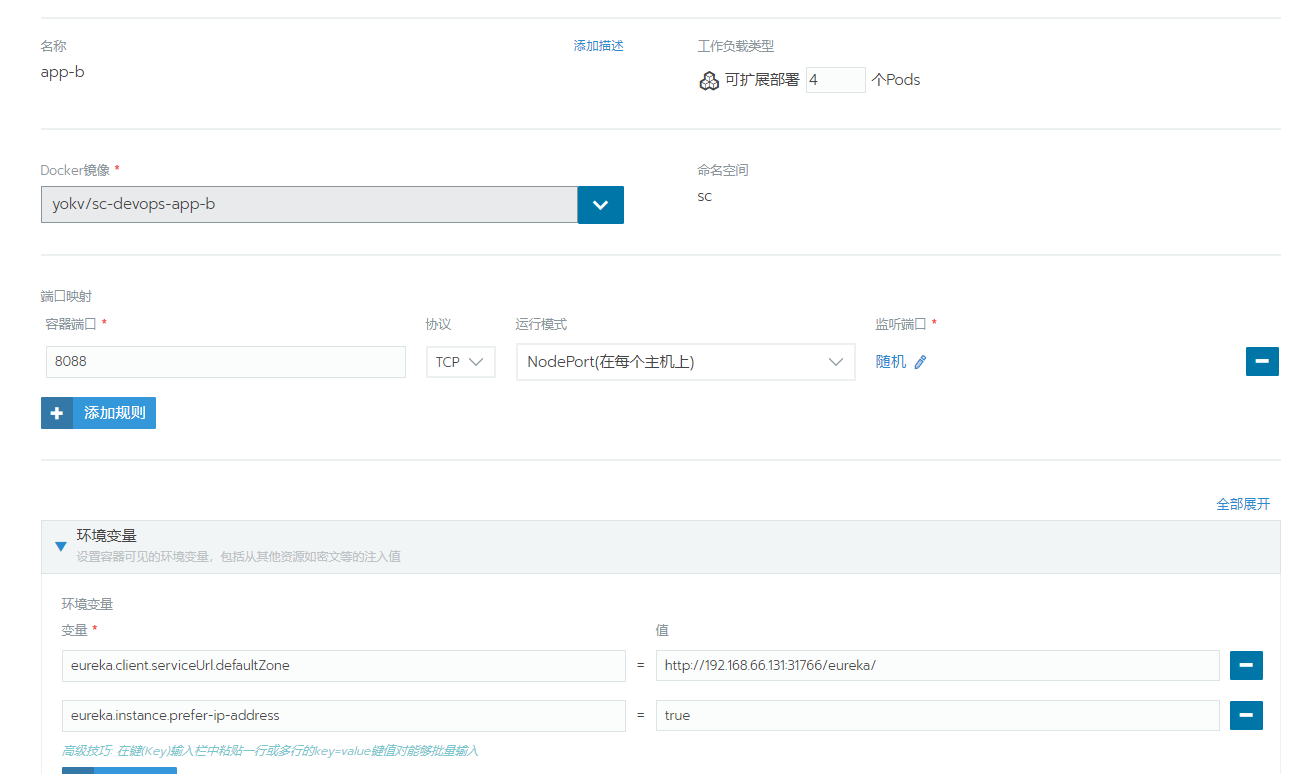 名称
添加描述
工作负载类型
app-b
可扩展部署 4 个Pods
Docker镜像 *
命名空间
yokv/sc-devops-app-b
sc
端口映射
容器端口 * 协议 运行模式 监听端口 *
8088 TCP NodePort(在每个主机上) 随机
添加规则
全部展开
环境变量
设置容器可见的环境变量，包括从其他资源如密文等的注入值
环境变量
变量 * 值
eureka.client.serviceUrl.defaultZone = http://192.168.66.131:31766/eureka/
eureka.instance.prefer-ip-address = true
高级技巧: 在键(Key)输入栏中粘贴一行或多行的key=value键值对能够批量输入